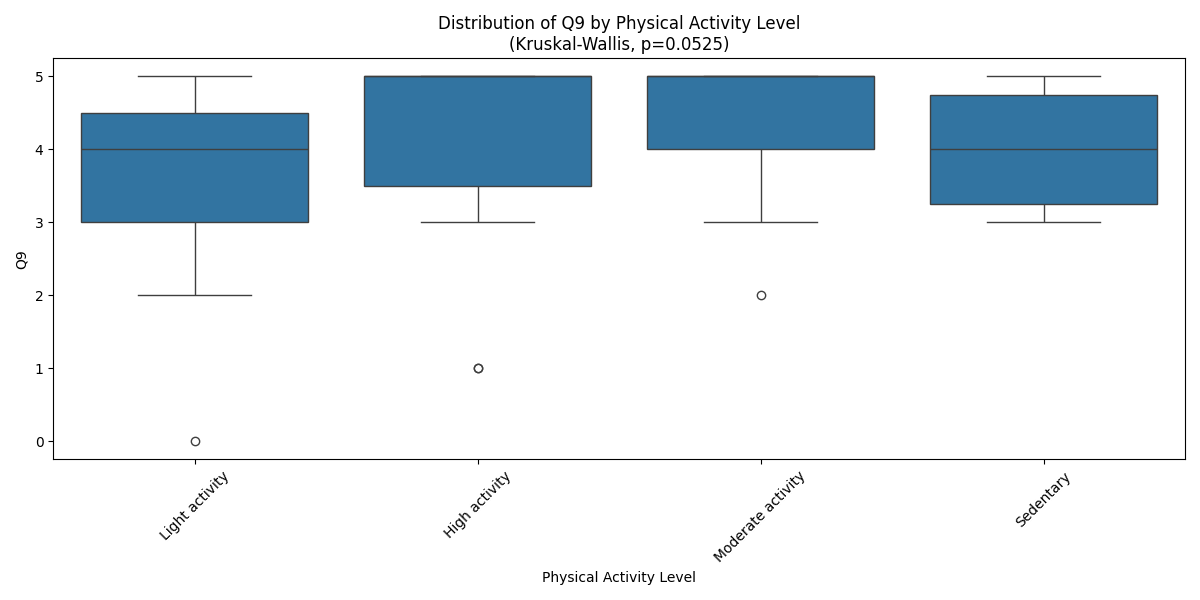 Distribution of Q9 by Physical Activity Level
(Kruskal-Wallis, p=0.0525)
Q9
5
4
3
2
1
0
Light activity
High activity
Moderate activity
Sedentary
Physical Activity Level